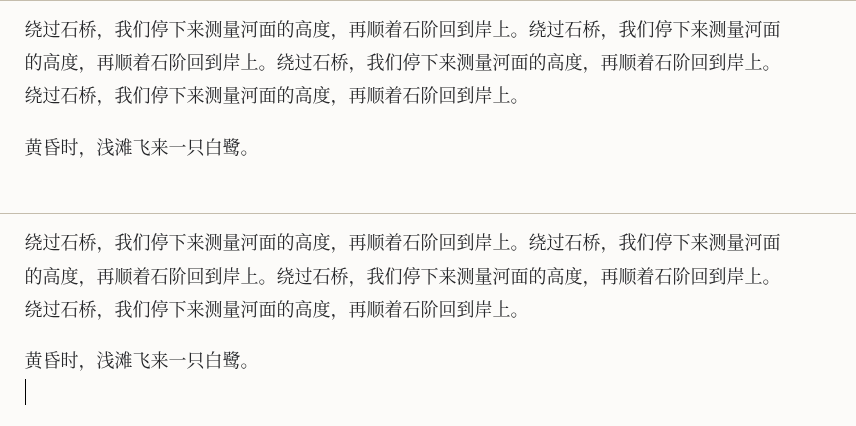 绕过石桥，我们停下来测量河面的高度，再顺着石阶回到岸上。绕过石桥，我们停下来测量河面
的高度，再顺着石阶回到岸上。绕过石桥，我们停下来测量河面的高度，再顺着石阶回到岸上。
绕过石桥，我们停下来测量河面的高度，再顺着石阶回到岸上。
黄昏时，浅滩飞来一只白鹭。
绕过石桥，我们停下来测量河面的高度，再顺着石阶回到岸上。绕过石桥，我们停下来测量河面
的高度，再顺着石阶回到岸上。绕过石桥，我们停下来测量河面的高度，再顺着石阶回到岸上。
绕过石桥，我们停下来测量河面的高度，再顺着石阶回到岸上。
黄昏时，浅滩飞来一只白鹭。